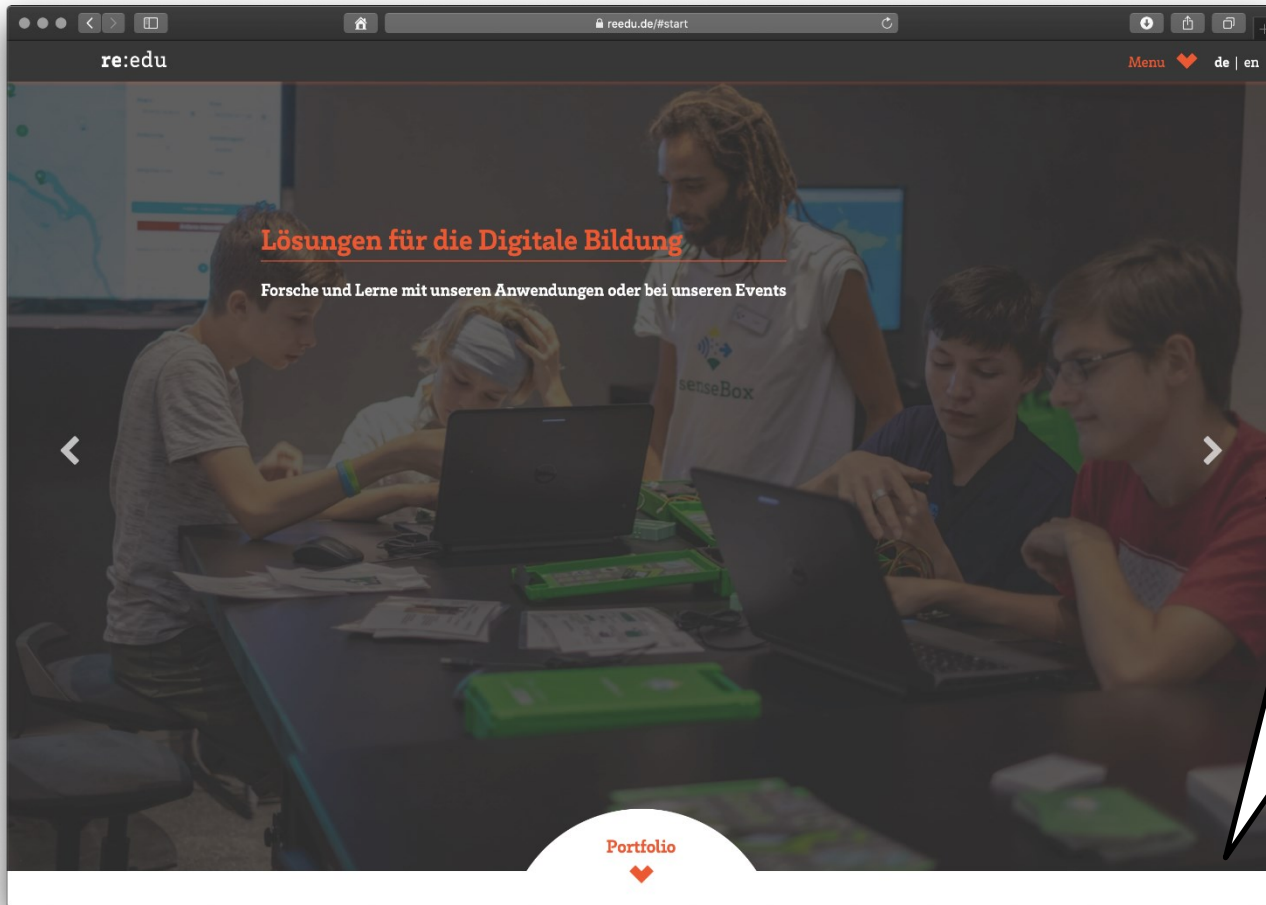 reedu.de/#start
re:edu
Menu
de | en
Lösungen für die Digitale Bildung
Forsche und Lerne mit unseren Anwendungen oder bei unseren Events
senseBox
Portfolio